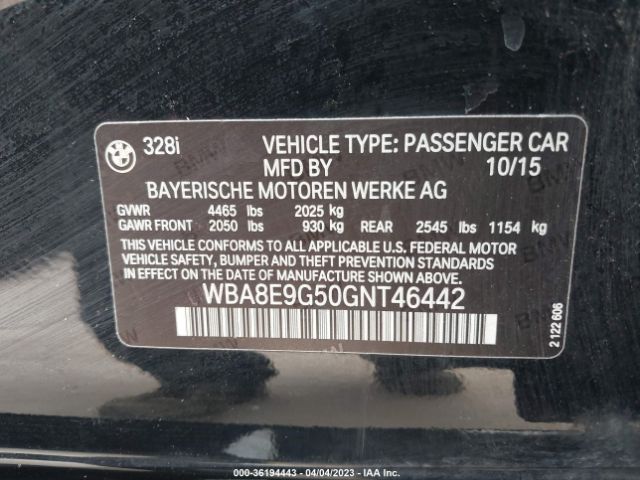 328i VEHICLE TYPE: PASSENGER CAR
MFD BY 10/15
BAYERISCHE MOTOREN WERKE AG
GVWR 4465 lbs 2025 kg
GAWR FRONT 2050 lbs 930 kg REAR 2545 lbs 1154 kg
THIS VEHICLE CONFORMS TO ALL APPLICABLE U.S. FEDERAL MOTOR
VEHICLE SAFETY, BUMPER AND THEFT PREVENTION STANDARDS
IN EFFECT ON THE DATE OF MANUFACTURE SHOWN ABOVE.
WBA8E9G50GNT46442
2 122 606
000-36194443 - 04/04/2023 - IAA Inc.